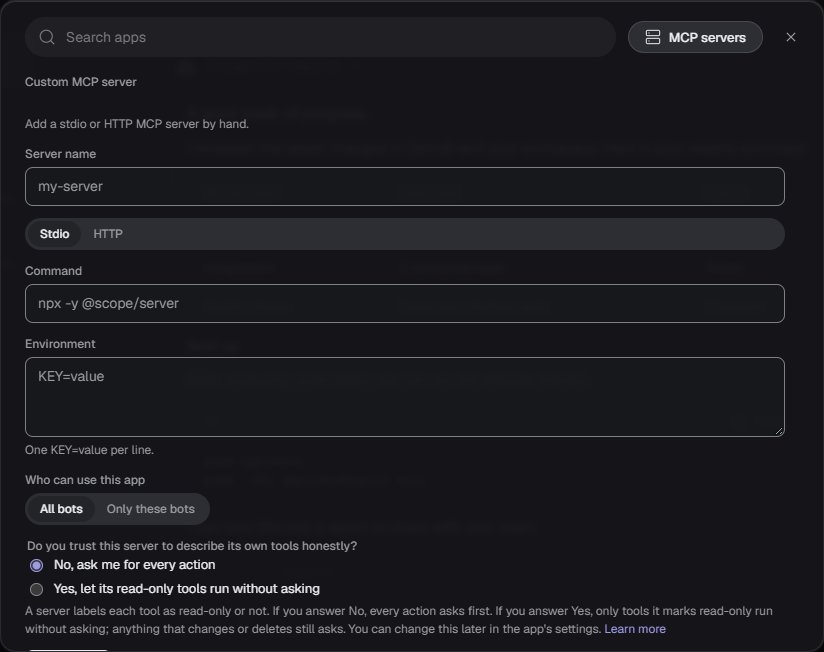 Search apps
MCP servers
Custom MCP server
Add a stdio or HTTP MCP server by hand.
Server name
my-server
Stdio
HTTP
Command
npx -y @scope/server
Environment
KEY=value
One KEY=value per line.
Who can use this app
All bots
Only these bots
Do you trust this server to describe its own tools honestly?
No, ask me for every action
Yes, let its read-only tools run without asking
A server labels each tool as read-only or not. If you answer No, every action asks first. If you answer Yes, only tools it marks read-only run
without asking; anything that changes or deletes still asks. You can change this later in the app's settings. Learn more